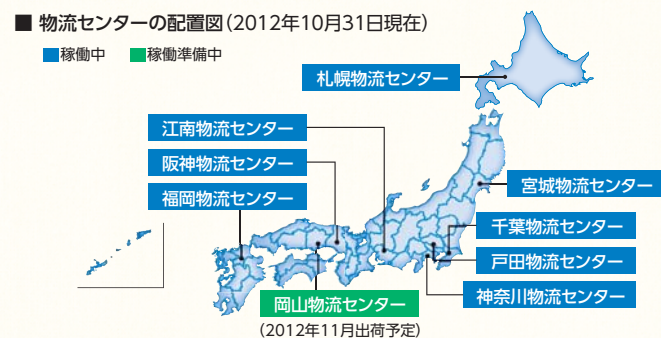 ■ 物流センターの配置図(2012年10月31日現在)
■稼働中 ■稼働準備中
札幌物流センター
江南物流センター
阪神物流センター
福岡物流センター
宮城物流センター
千葉物流センター
戸田物流センター
神奈川物流センター
岡山物流センター
(2012年11月出荷予定)